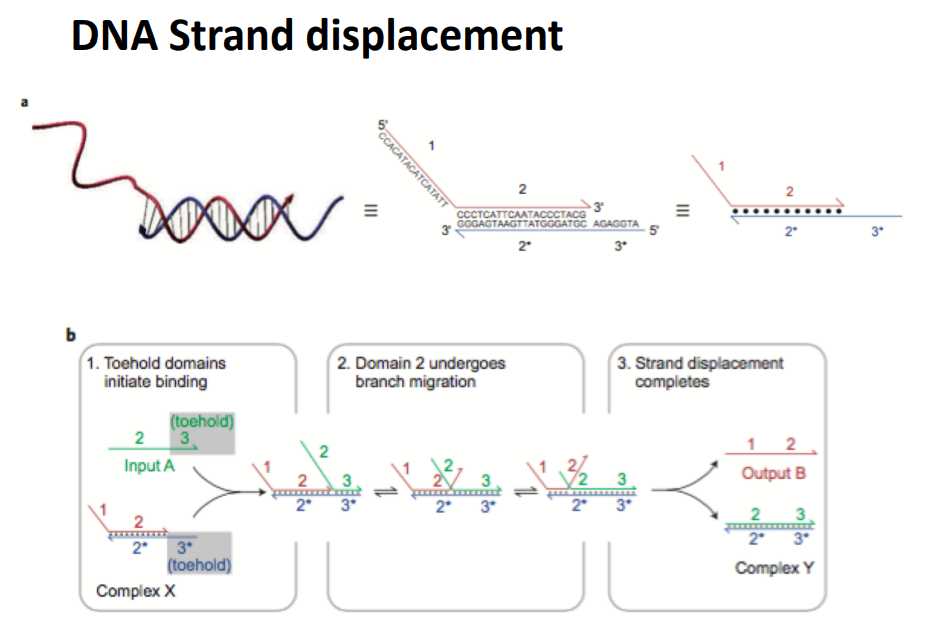 DNA Strand displacement
a
5'
CCACATACATCATATT
1
2
3'
CCCTCATTCAATACCCTACG
3' GGGAGTAAGTTATGGGATGC AGAGGTA 5'
2* 3*
≡
≡
1
2
2* 3*
b
1. Toehold domains
initiate binding
(toehold)
2 3
Input A
1
2
2* 3*
(toehold)
Complex X
1 2 2 3
2* 3*
2. Domain 2 undergoes
branch migration
1 2 2 3
2* 3*
3. Strand displacement
completes
1 2 2 3
2* 3*
1 2
Output B
2 3
2* 3*
Complex Y